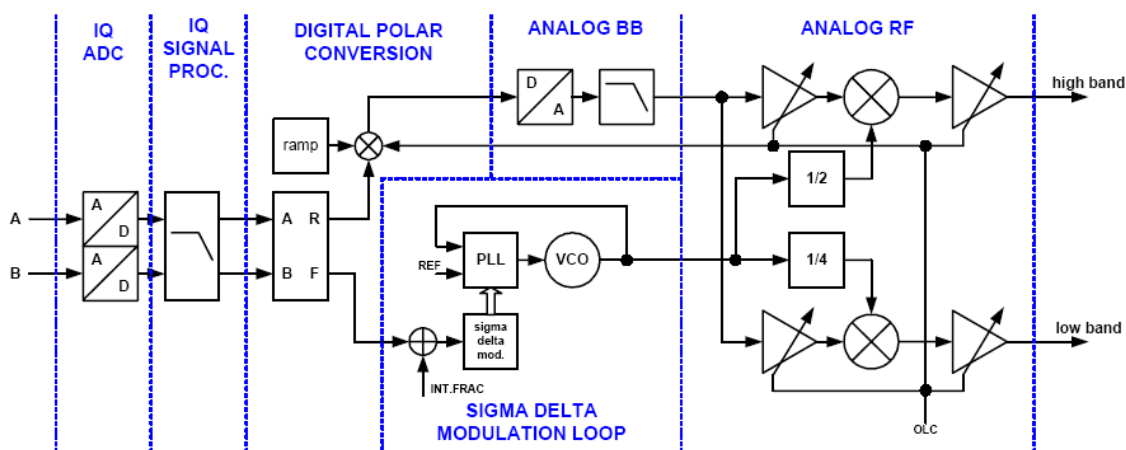 IQ
ADC
IQ
SIGNAL
PROC.
DIGITAL POLAR
CONVERSION
ANALOG BB
ANALOG RF
D
A
high band
ramp
1/2
A
A
D
A R
B
A
D
B F
REF
PLL
VCO
1/4
sigma
delta
mod.
low band
INT.FRAC
SIGMA DELTA
MODULATION LOOP
OLC